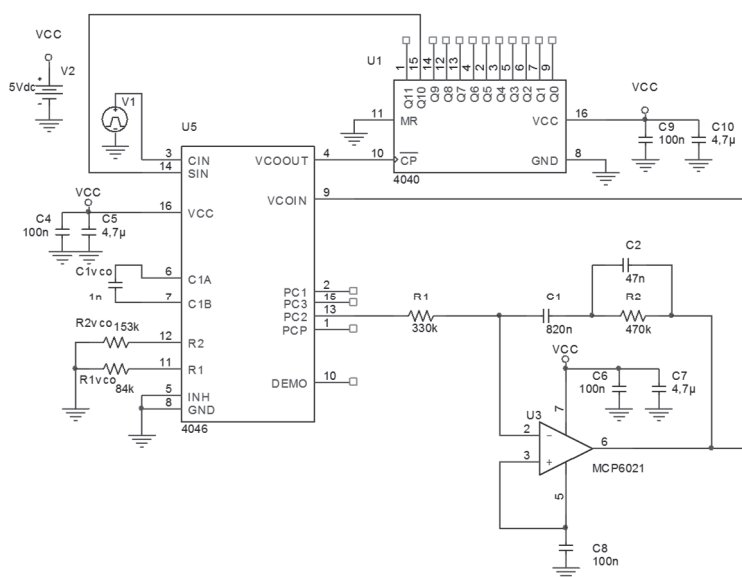 VCC
V2
5Vdc
V1
U5
3 CIN
14 SIN
16 VCC
VCC
C4
100n
C5
4,7µ
6 C1A
7 C1B
C1vco
1n
R2vco
153k
12 R2
R1vco
84k
11 R1
5 INH
8 GND
4046
VCOOUT 4
VCOIN 9
PC1 2
PC3 15
PC2 13
PCP 1
DEMO 10
U1
1 15 14 12 13 4 2 3 5 6 7 9
Q11 Q10 Q9 Q8 Q7 Q6 Q5 Q4 Q3 Q2 Q1 Q0
11 MR
10 CP
VCC 16
GND 8
4040
VCC
C9
100n
C10
4,7µ
R1
330k
C1
820n
C2
47n
R2
470k
VCC
C6
100n
C7
4,7µ
U3
7
2
3
6
5
MCP6021
C8
100n